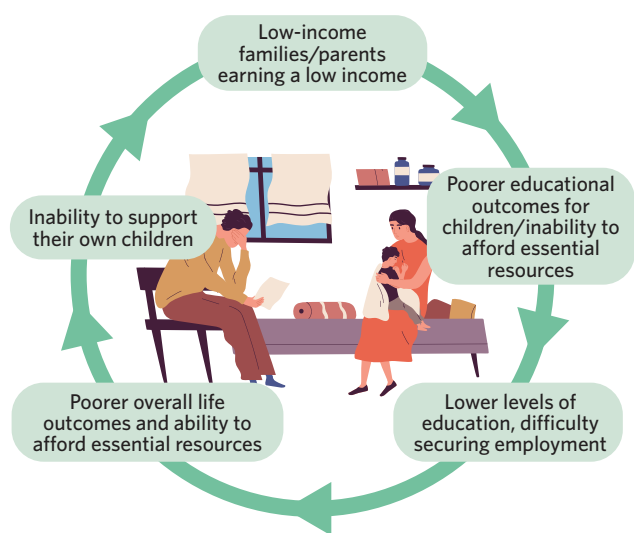 Low-income
families/parents
earning a low income
Poorer educational
outcomes for
children/inability to
afford essential
resources
Lower levels of
education, difficulty
securing employment
Poorer overall life
outcomes and ability to
afford essential resources
Inability to support
their own children